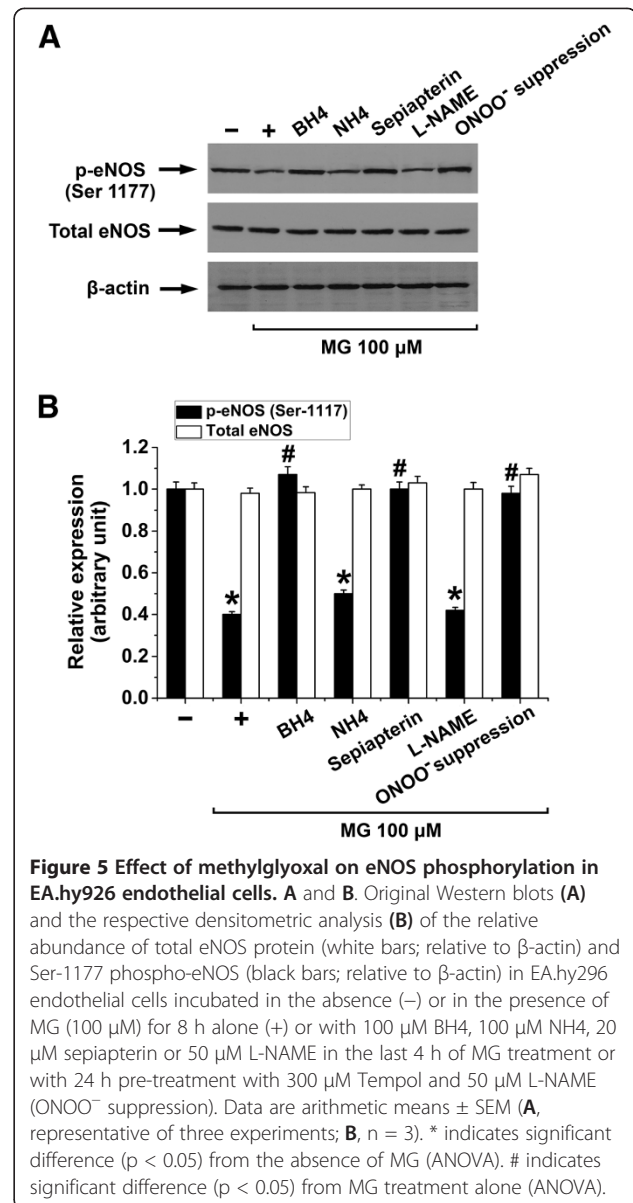 A
− + BH4 NH4 Sepiapterin L-NAME ONOO⁻ suppression
p-eNOS
(Ser 1177)
Total eNOS
β-actin
MG 100 µM
B
p-eNOS (Ser-1117)
Total eNOS
Relative expression
(arbitrary unit)
1.2
1.0
0.8
0.6
0.4
0.2
0.0
# # #
* * *
− + BH4 NH4 Sepiapterin L-NAME ONOO⁻suppression
MG 100 µM
Figure 5 Effect of methylglyoxal on eNOS phosphorylation in
EA.hy926 endothelial cells. A and B. Original Western blots (A)
and the respective densitometric analysis (B) of the relative
abundance of total eNOS protein (white bars; relative to β-actin) and
Ser-1177 phospho-eNOS (black bars; relative to β-actin) in EA.hy296
endothelial cells incubated in the absence (−) or in the presence of
MG (100 μM) for 8 h alone (+) or with 100 μM BH4, 100 μM NH4, 20
μM sepiapterin or 50 μM L-NAME in the last 4 h of MG treatment or
with 24 h pre-treatment with 300 μM Tempol and 50 μM L-NAME
(ONOO⁻ suppression). Data are arithmetic means ± SEM (A,
representative of three experiments; B, n = 3). * indicates significant
difference (p < 0.05) from the absence of MG (ANOVA). # indicates
significant difference (p < 0.05) from MG treatment alone (ANOVA).